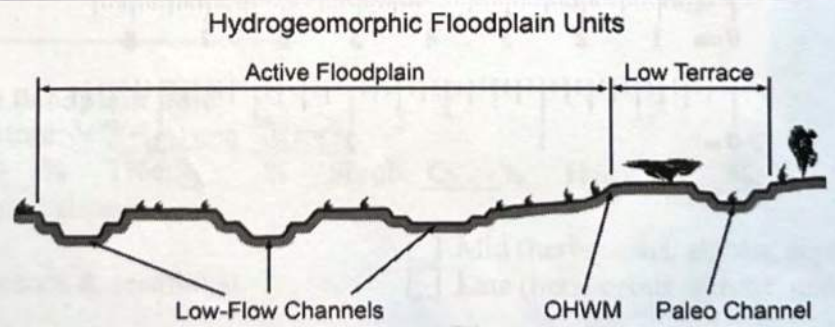 Hydrogeomorphic Floodplain Units
Active Floodplain
Low Terrace
Low-Flow Channels
OHWM
Paleo Channel